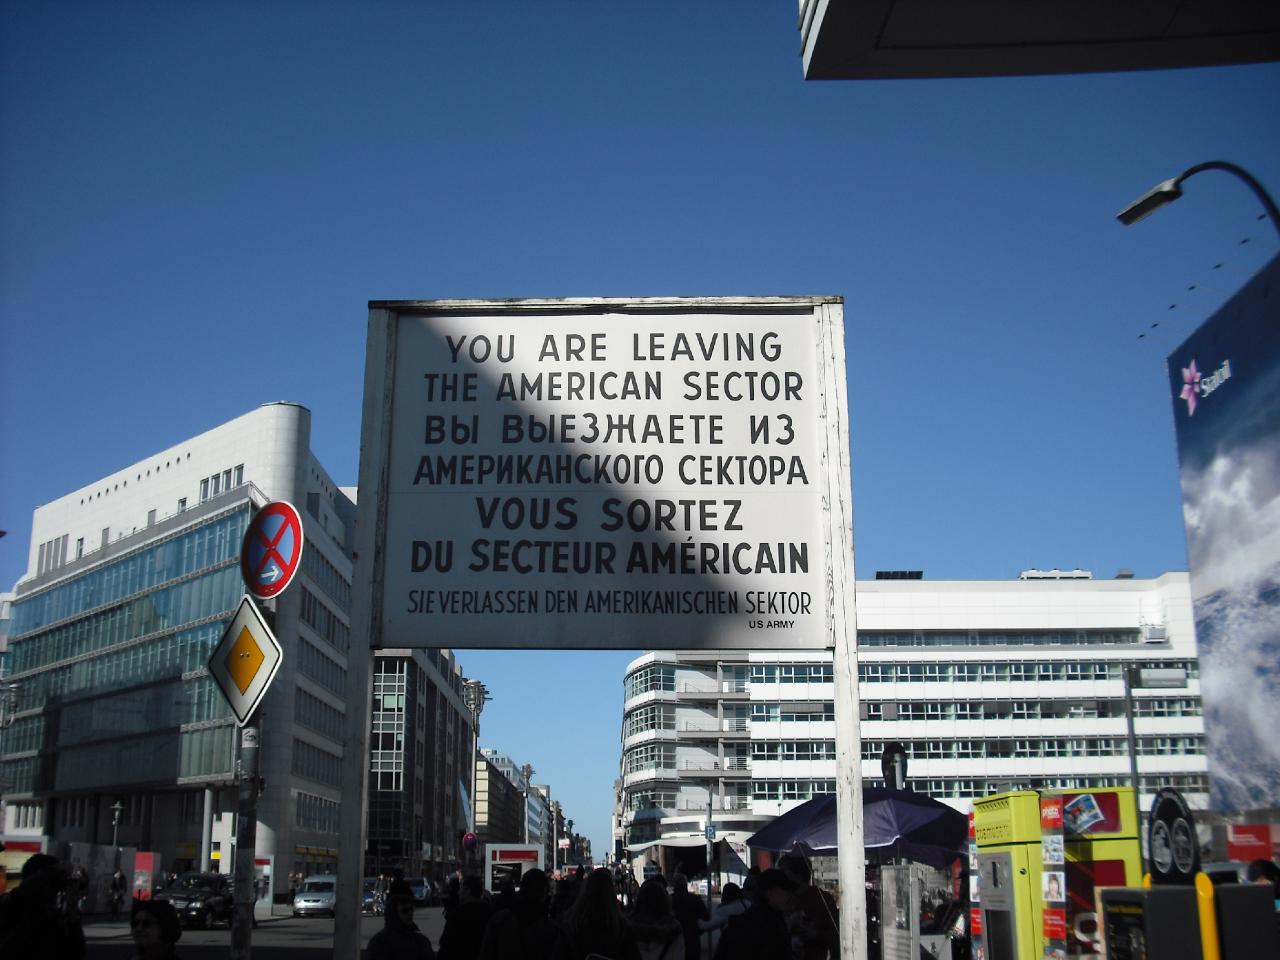 YOU ARE LEAVING
THE AMERICAN SECTOR
ВЫ ВЫЕЗЖАЕТЕ ИЗ
АМЕРИКАНСКОГО СЕКТОРА
VOUS SORTEZ
DU SECTEUR AMÉRICAIN
SIE VERLASSEN DEN AMERIKANISCHEN SEKTOR
US ARMY
Statoil
photo